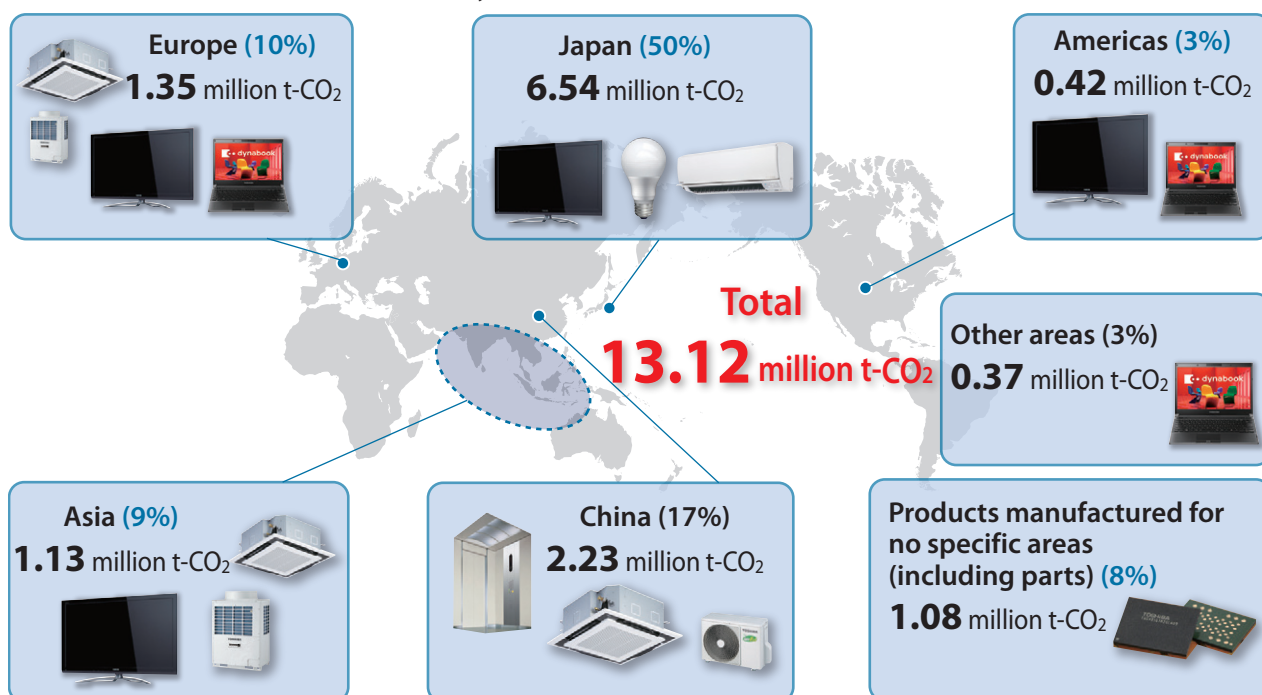 Europe (10%)
1.35 million t-CO2
dynabook
Japan (50%)
6.54 million t-CO2
Americas (3%)
0.42 million t-CO2
dynabook
Total
13.12 million t-CO2
Other areas (3%)
0.37 million t-CO2
dynabook
Asia (9%)
1.13 million t-CO2
China (17%)
2.23 million t-CO2
Products manufactured for
no specific areas
(including parts) (8%)
1.08 million t-CO2
TOSHIBA